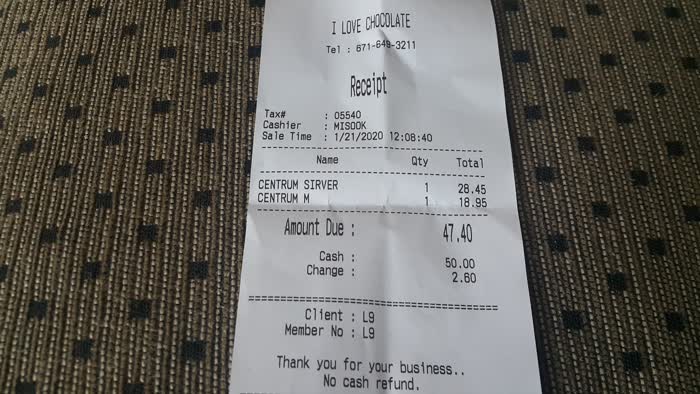 I LOVE CHOCOLATE
Tel : 671-649-3211
Receipt
Tax# : 05540
Cashier : MISOOK
Sale Time : 1/21/2020 12:08:40
Name Qty Total
CENTRUM SIRVER 1 28.45
CENTRUM M 1 18.95
Amount Due : 47.40
Cash : 50.00
Change : 2.60
Client : L9
Member No : L9
Thank you for your business..
No cash refund.